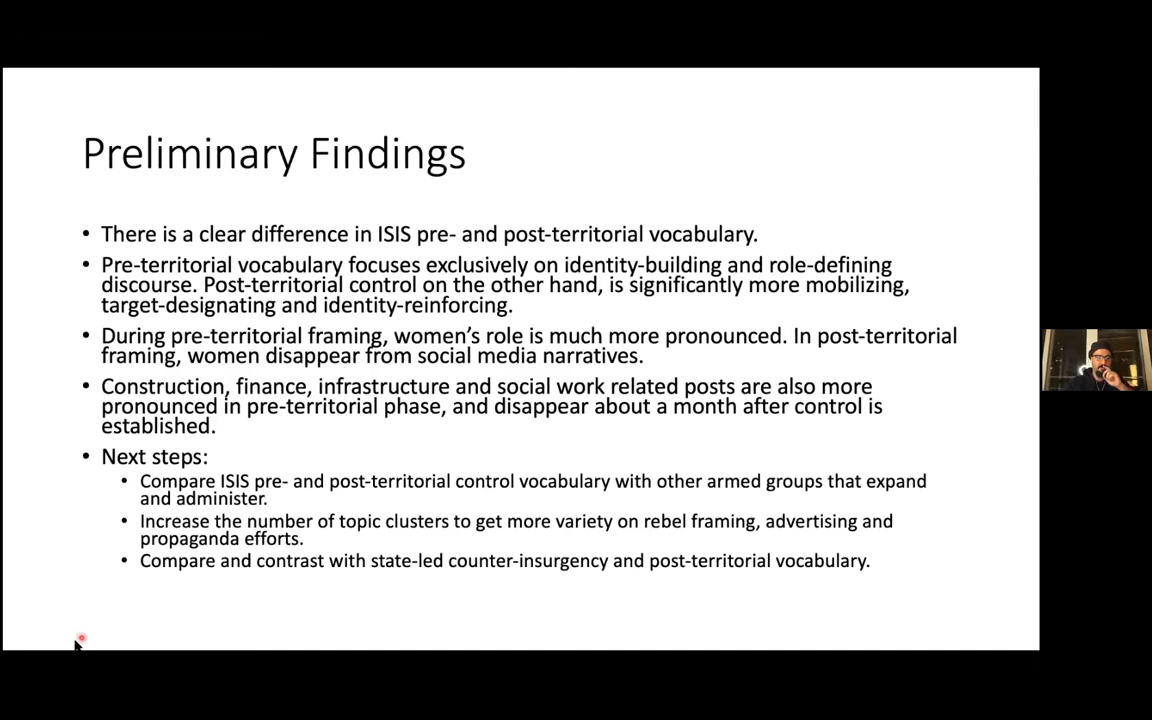 Preliminary Findings
• There is a clear difference in ISIS pre- and post-territorial vocabulary.
• Pre-territorial vocabulary focuses exclusively on identity-building and role-defining
discourse. Post-territorial control on the other hand, is significantly more mobilizing,
target-designating and identity-reinforcing.
• During pre-territorial framing, women's role is much more pronounced. In post-territorial
framing, women disappear from social media narratives.
• Construction, finance, infrastructure and social work related posts are also more
pronounced in pre-territorial phase, and disappear about a month after control is
established.
• Next steps:
• Compare ISIS pre- and post-territorial control vocabulary with other armed groups that expand
and administer.
• Increase the number of topic clusters to get more variety on rebel framing, advertising and
propaganda efforts.
• Compare and contrast with state-led counter-insurgency and post-territorial vocabulary.